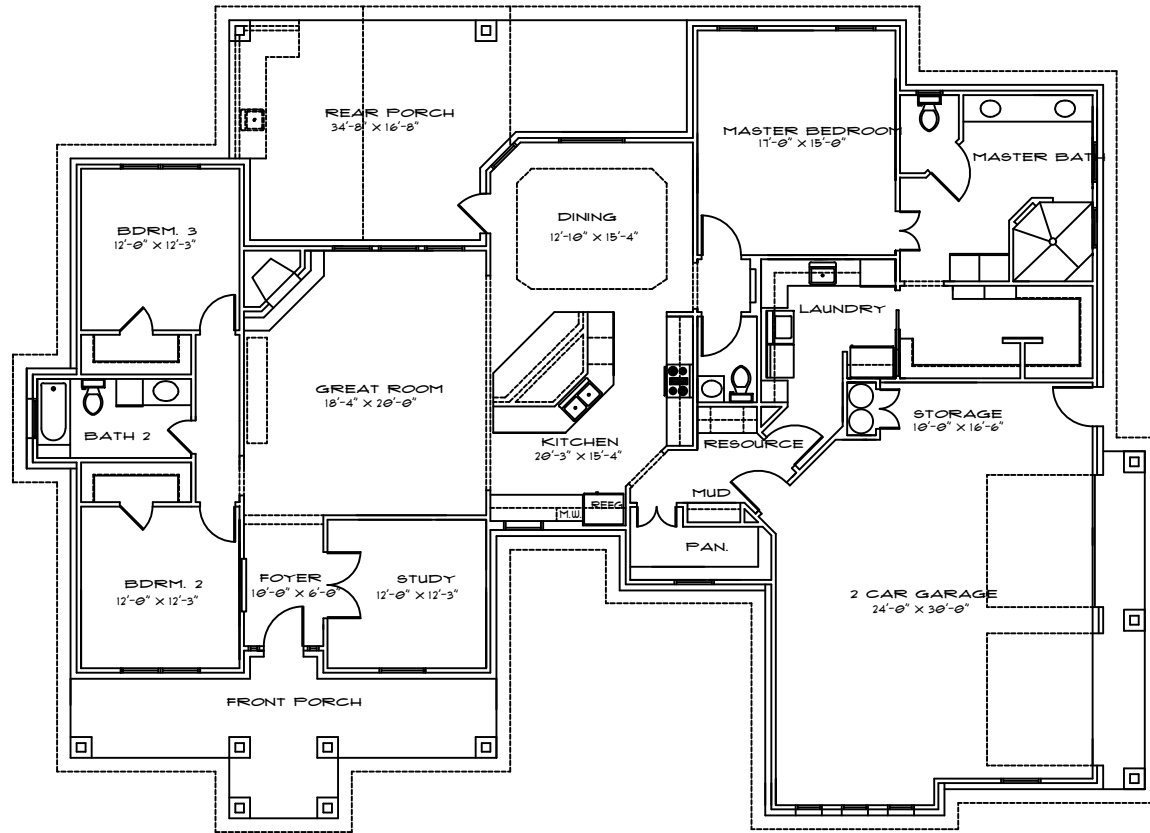 REAR PORCH
34'-8" X 16'-8"
MASTER BEDROOM
17'-0" X 15'-0"
MASTER BATH
BDRM. 3
12'-0" X 12'-3"
DINING
12'-10" X 15'-4"
LAUNDRY
GREAT ROOM
18'-4" X 20'-0"
STORAGE
10'-0" X 16'-6"
BATH 2
KITCHEN
20'-3" X 15'-4"
RESOURCE
MUD
REFG
M.W.
PAN.
BDRM. 2
12'-0" X 12'-3"
FOYER
10'-0" X 6'-0"
STUDY
12'-0" X 12'-3"
2 CAR GARAGE
24'-0" X 30'-0"
FRONT PORCH